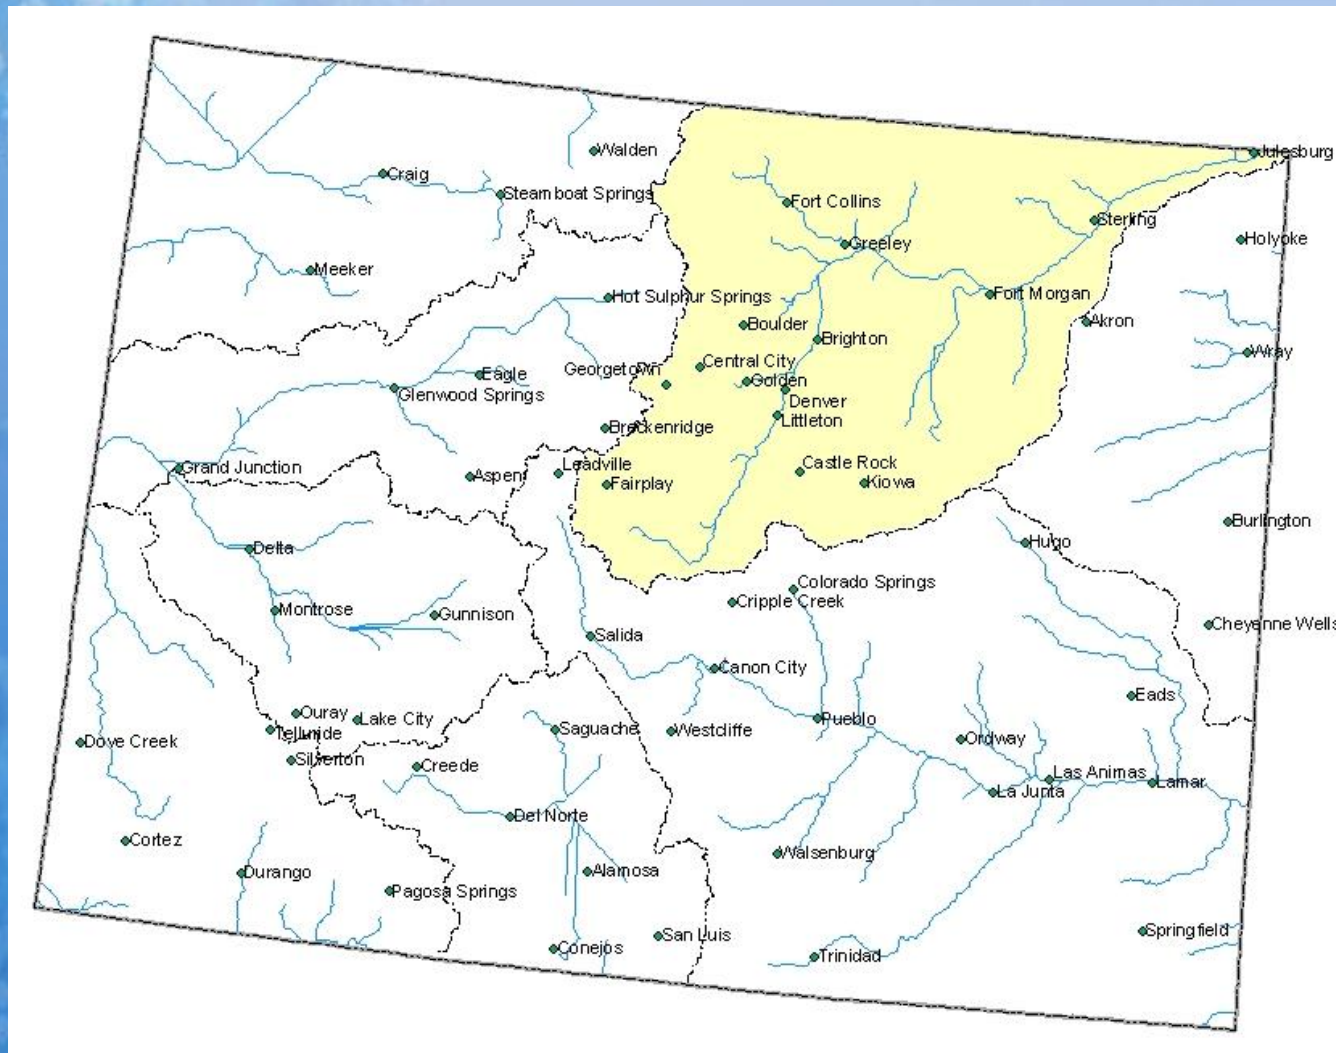 Julesburg
Walden
Craig
Steamboat Springs
Fort Collins
Sterling
Greeley
Holyoke
Meeker
Hot Sulphur Springs
Fort Morgan
Boulder
Akron
Brighton
Wray
Central City
Georgetown
Eagle
Golden
Glenwood Springs
Denver
Littleton
Breckenridge
Grand Junction
Aspen
Leadville
Castle Rock
Fairplay
Kiowa
Burlington
Delta
Hugo
Colorado Springs
Cripple Creek
Montrose
Gunnison
Cheyenne Wells
Salida
Canon City
Eads
Ouray
Lake City
Pueblo
Telluride
Saguache
Westcliffe
Dove Creek
Ordway
Silverton
Creede
Las Animas
Lamar
La Junta
Del Norte
Cortez
Walsenburg
Durango
Alamosa
Pagosa Springs
San Luis
Springfield
Conejos
Trinidad